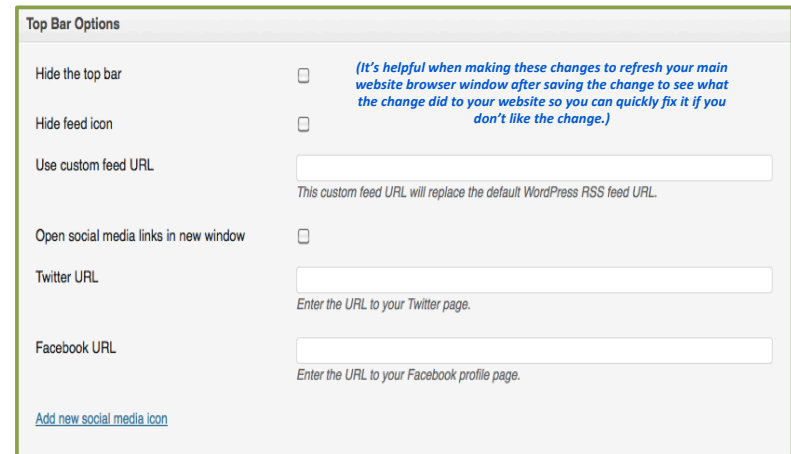 Top Bar Options
Hide the top bar
(It's helpful when making these changes to refresh your main
website browser window after saving the change to see what
the change did to your website so you can quickly fix it if you
don't like the change.)
Hide feed icon
Use custom feed URL
This custom feed URL will replace the default WordPress RSS feed URL.
Open social media links in new window
Twitter URL
Enter the URL to your Twitter page.
Facebook URL
Enter the URL to your Facebook profile page.
Add new social media icon